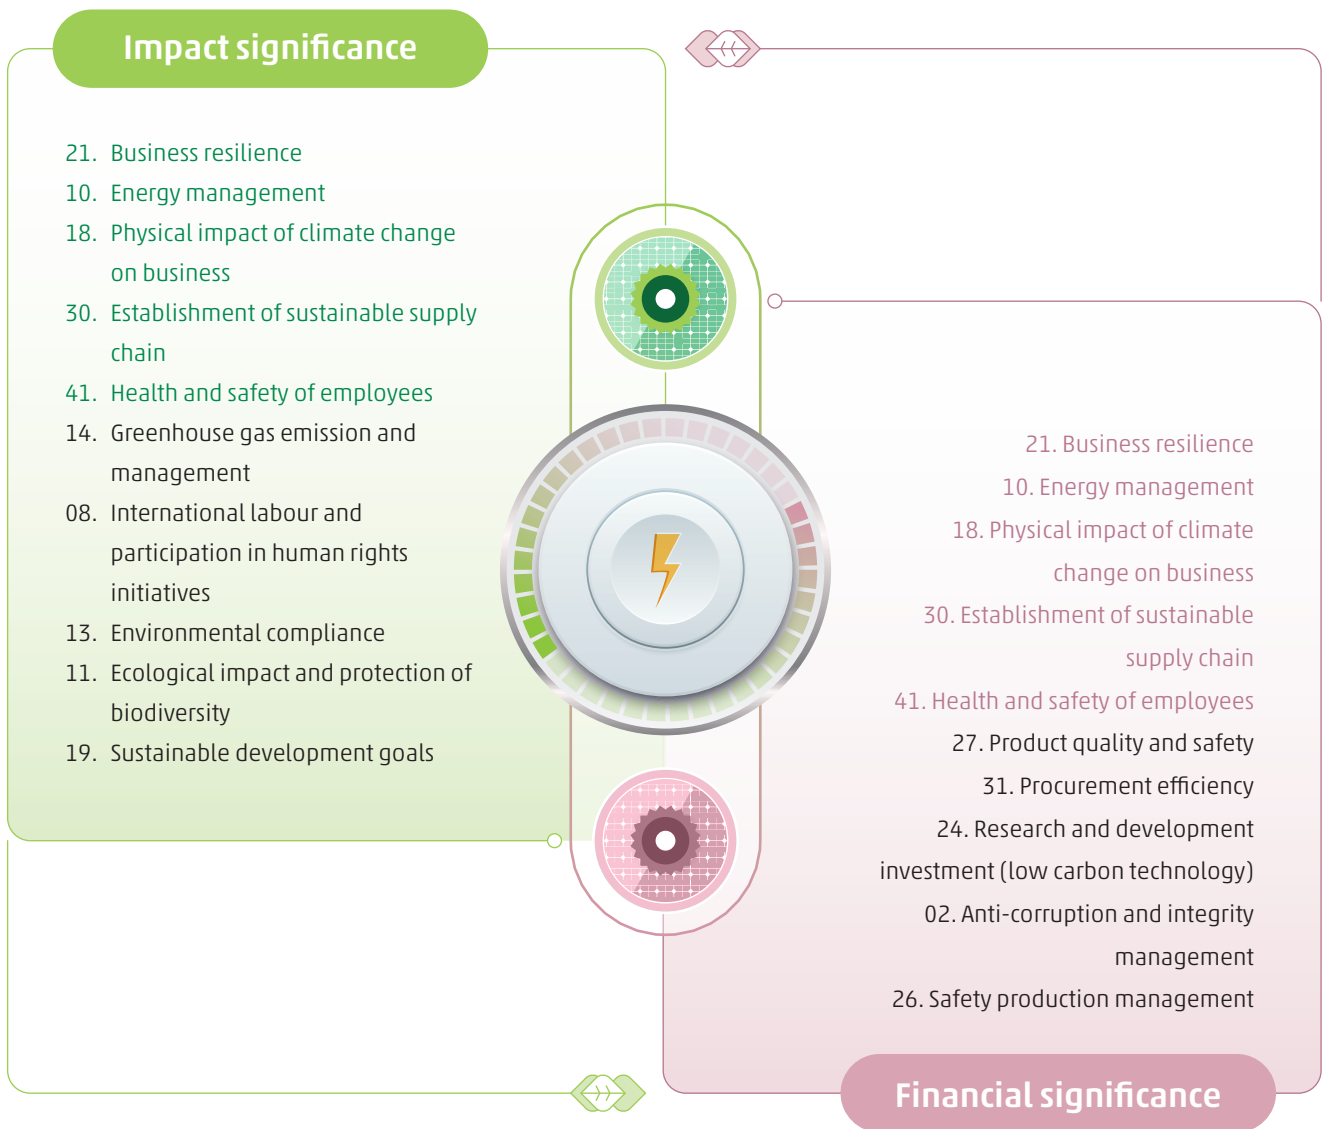 Impact significance
21. Business resilience
10. Energy management
18. Physical impact of climate change
on business
30. Establishment of sustainable supply
chain
41. Health and safety of employees
14. Greenhouse gas emission and
management
08. International labour and
participation in human rights
initiatives
13. Environmental compliance
11. Ecological impact and protection of
biodiversity
19. Sustainable development goals
21. Business resilience
10. Energy management
18. Physical impact of climate
change on business
30. Establishment of sustainable
supply chain
41. Health and safety of employees
27. Product quality and safety
31. Procurement efficiency
24. Research and development
investment (low carbon technology)
02. Anti-corruption and integrity
management
26. Safety production management
Financial significance